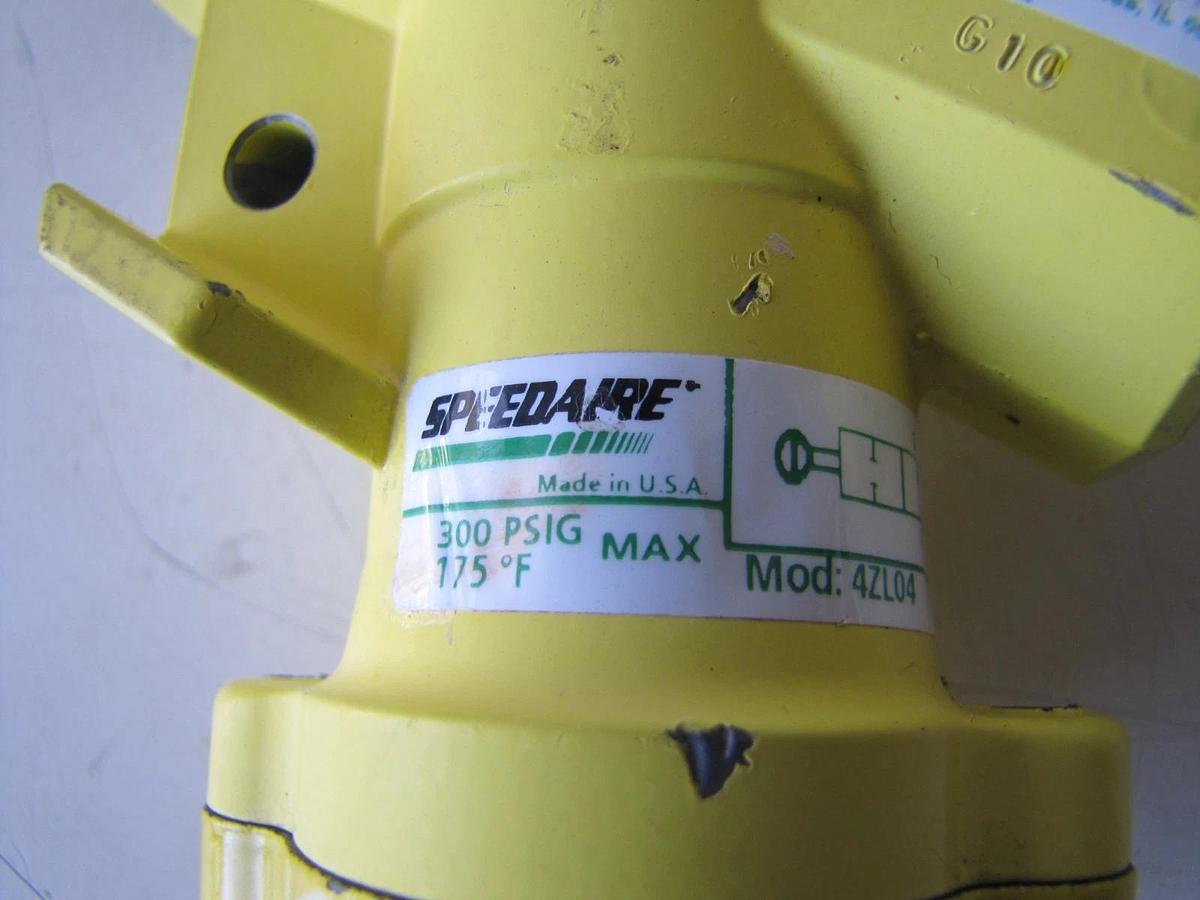 G10
SPEEDAIRE
Made in U.S.A.
300 PSIG
175 °F
MAX
Mod: 4ZL04